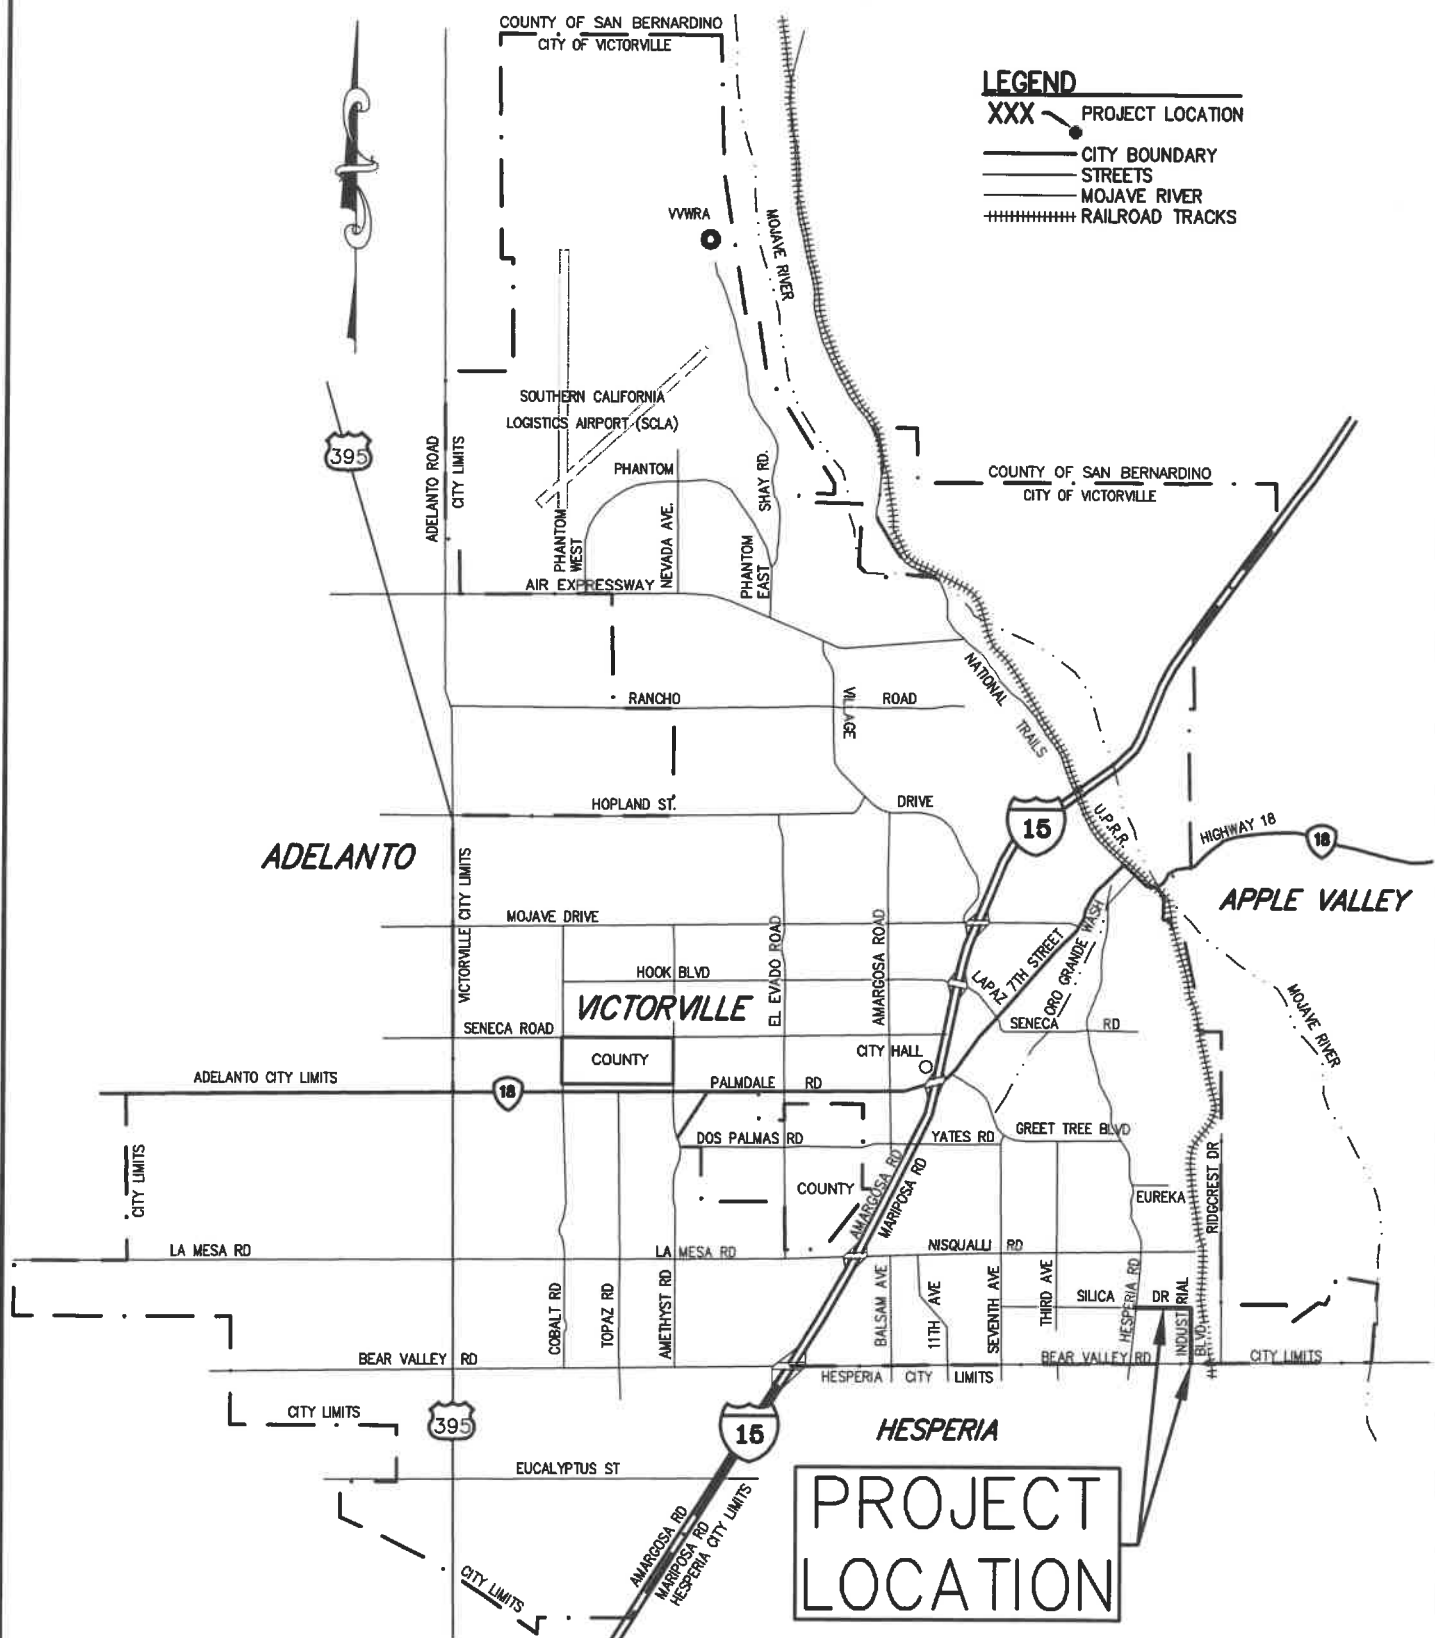 COUNTY OF SAN BERNARDINO
CITY OF VICTORVILLE
LEGEND
XXX PROJECT LOCATION
CITY BOUNDARY
STREETS
MOJAVE RIVER
RAILROAD TRACKS
VVWRA
MOJAVE RIVER
SOUTHERN CALIFORNIA
LOGISTICS AIRPORT (SCLA)
395
ADELANTO ROAD
CITY LIMITS
PHANTOM
SHAY RD.
COUNTY OF SAN BERNARDINO
CITY OF VICTORVILLE
PHANTOM
WEST
NEVADA AVE.
PHANTOM
EAST
AIR EXPRESSWAY
NATIONAL
TRAILS
RANCHO
ROAD
VILLAGE
HOPLAND ST.
DRIVE
15
U.P.R.R.
HIGHWAY 18
18
ADELANTO
APPLE VALLEY
VICTORVILLE CITY LIMITS
MOJAVE DRIVE
EL EVADO ROAD
AMARGOSA ROAD
HOOK BLVD
LAPAZ
7TH STREET
ORO GRANDE WASH
VICTORVILLE
MOJAVE RIVER
SENECA ROAD
SENECA RD
COUNTY
CITY HALL
ADELANTO CITY LIMITS
18
PALMDALE RD
DOS PALMAS RD
YATES RD
GREET TREE BLVD
CITY LIMITS
COUNTY
AMARGOSA RD
MARIPOSA RD
EUREKA
RIDGCREST DR
LA MESA RD
LA MESA RD
NISQUALLI RD
COBALT RD
TOPAZ RD
AMETHYST RD
BALSAM AVE
11TH AVE
SEVENTH AVE
THIRD AVE
HESPERIA RD
SILICA DR
INDUSTRIAL
BLVD
BEAR VALLEY RD
BEAR VALLEY RD
CITY LIMITS
HESPERIA CITY LIMITS
CITY LIMITS
395
15
HESPERIA
EUCALYPTUS ST
AMARGOSA RD
MARIPOSA RD
HESPERIA CITY LIMITS
CITY LIMITS
PROJECT
LOCATION